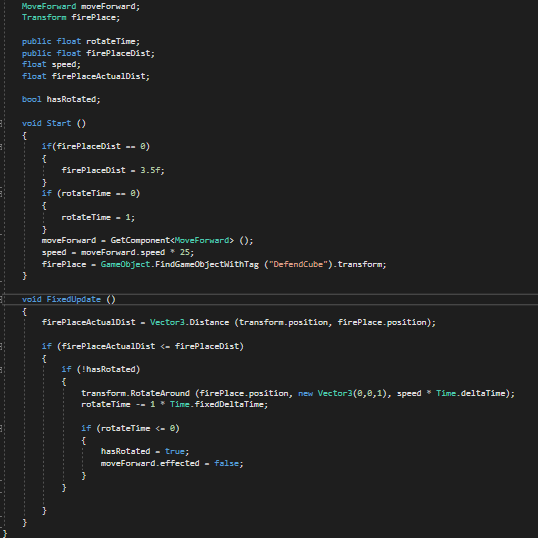 MoveForward moveForward;
Transform firePlace;
public float rotateTime;
public float firePlaceDist;
float speed;
float firePlaceActualDist;
bool hasRotated;
void Start ()
{
if(firePlaceDist == 0)
{
firePlaceDist = 3.5f;
}
if (rotateTime == 0)
{
rotateTime = 1;
}
moveForward = GetComponent<MoveForward> ();
speed = moveForward.speed * 25;
firePlace = GameObject.FindGameObjectWithTag ("DefendCube").transform;
}
void FixedUpdate ()
{
firePlaceActualDist = Vector3.Distance (transform.position, firePlace.position);
if (firePlaceActualDist <= firePlaceDist)
{
if (!hasRotated)
{
transform.RotateAround (firePlace.position, new Vector3(0,0,1), speed * Time.deltaTime);
rotateTime -= 1 * Time.fixedDeltaTime;
if (rotateTime <= 0)
{
hasRotated = true;
moveForward.effected = false;
}
}
}
}
}